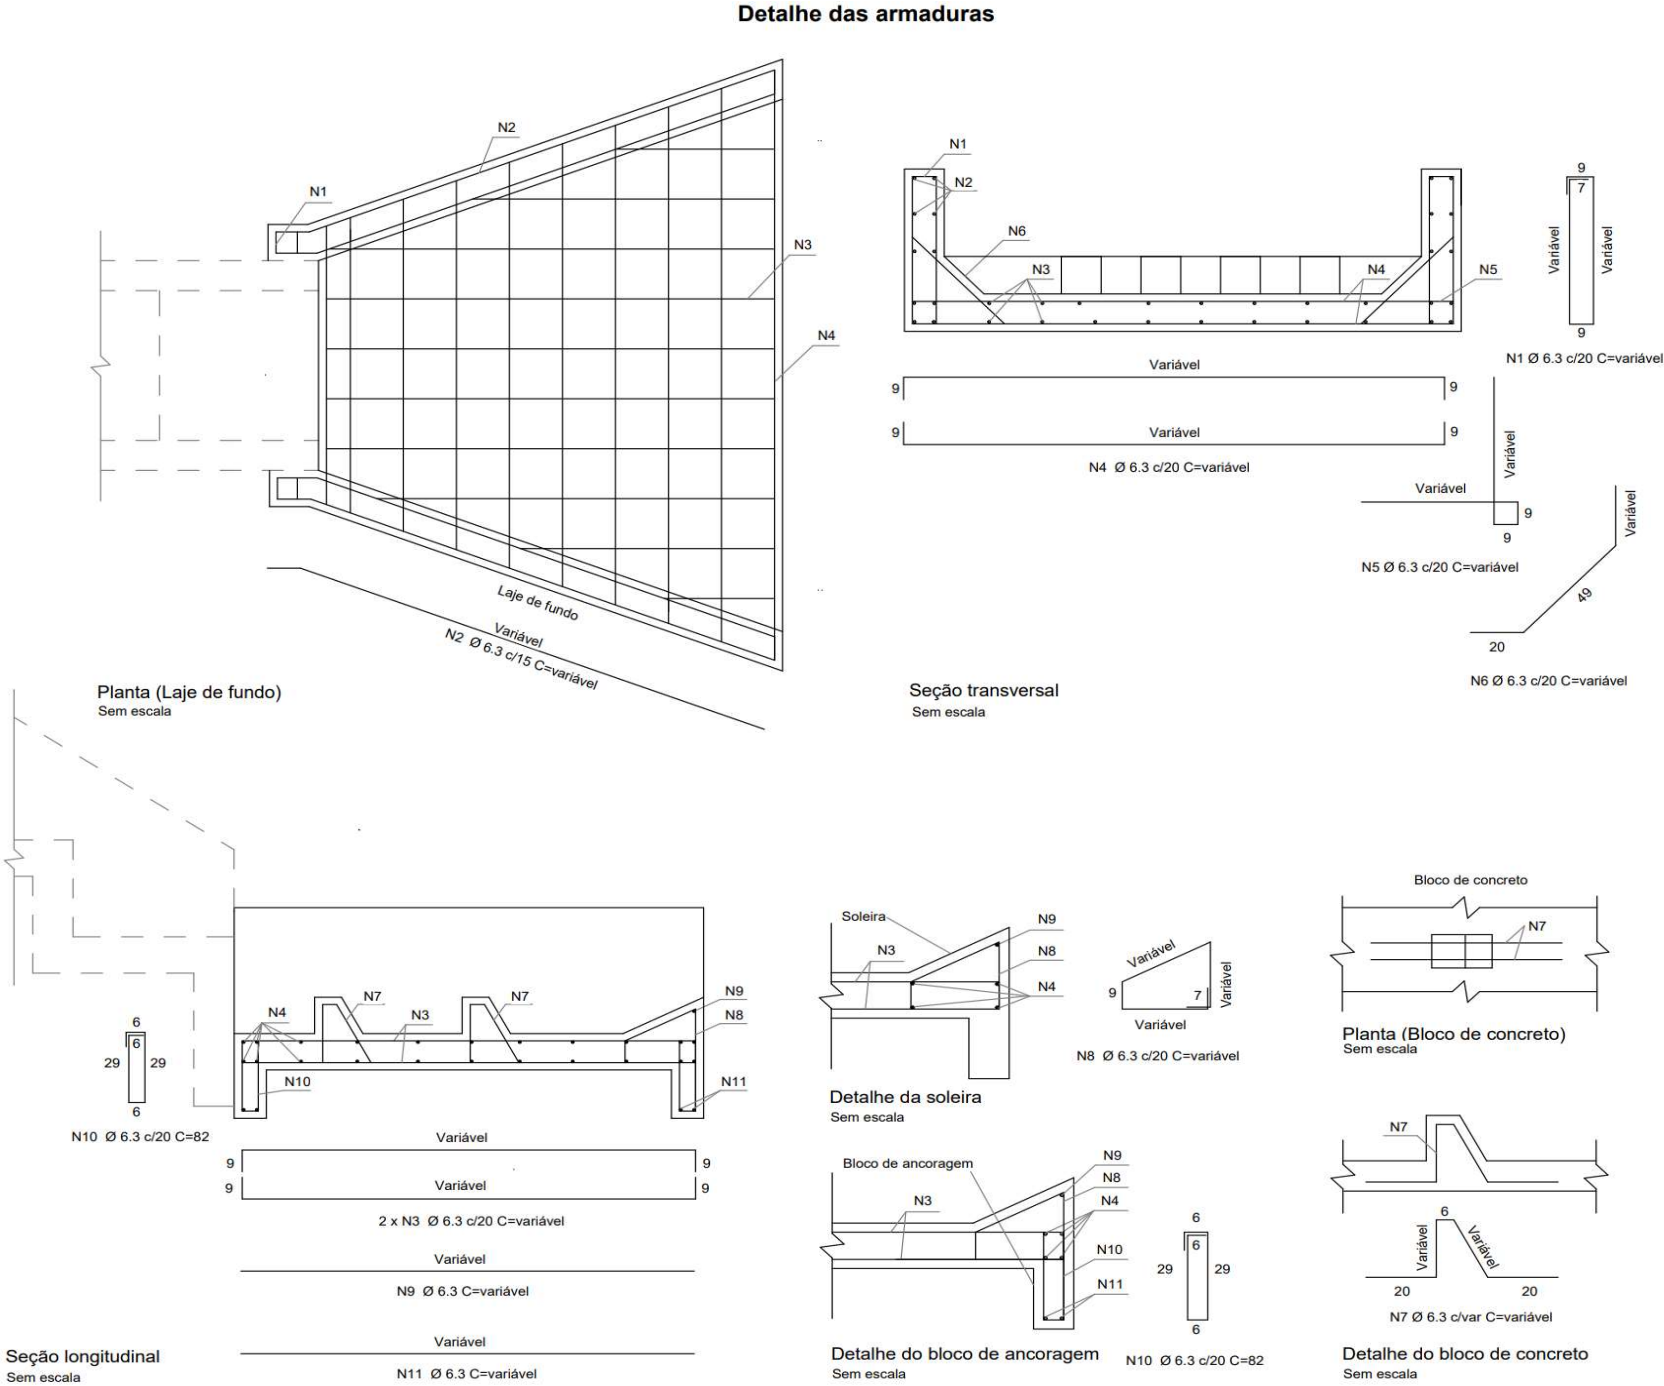 Detalhe das armaduras
N2
N1
N3
N4
Laje de fundo
Variável
N2 Ø 6.3 c/15 C=variável
Planta (Laje de fundo)
Sem escala
N1
N2
N6
N3
N4
N5
9
7
Variável
Variável
9
N1 Ø 6.3 c/20 C=variável
Variável
9
9
9
Variável
9
N4 Ø 6.3 c/20 C=variável
Variável
Variável
9
9
N5 Ø 6.3 c/20 C=variável
Variável
49
20
N6 Ø 6.3 c/20 C=variável
Seção transversal
Sem escala
N4
N7
N3
N7
N9
N8
N10
N11
6
6
29
29
6
N10 Ø 6.3 c/20 C=82
Variável
9
9
9
Variável
9
2 x N3 Ø 6.3 c/20 C=variável
Variável
N9 Ø 6.3 C=variável
Variável
N11 Ø 6.3 C=variável
Seção longitudinal
Sem escala
Soleira
N3
N9
N8
N4
Variável
9
7
Variável
Variável
N8 Ø 6.3 c/20 C=variável
Detalhe da soleira
Sem escala
Bloco de ancoragem
N3
N9
N8
N4
N10
N11
6
6
29
29
6
N10 Ø 6.3 c/20 C=82
Detalhe do bloco de ancoragem
Sem escala
Bloco de concreto
N7
Planta (Bloco de concreto)
Sem escala
N7
6
Variável
Variável
20
20
N7 Ø 6.3 c/var C=variável
Detalhe do bloco de concreto
Sem escala